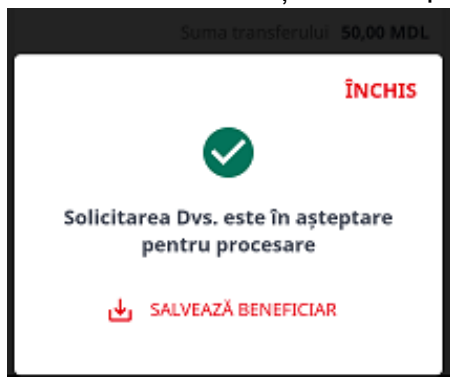 Suma transferului 50,00 MDL
ÎNCHIS
Solicitarea Dvs. este în așteptare
pentru procesare
SALVEAZĂ BENEFICIAR